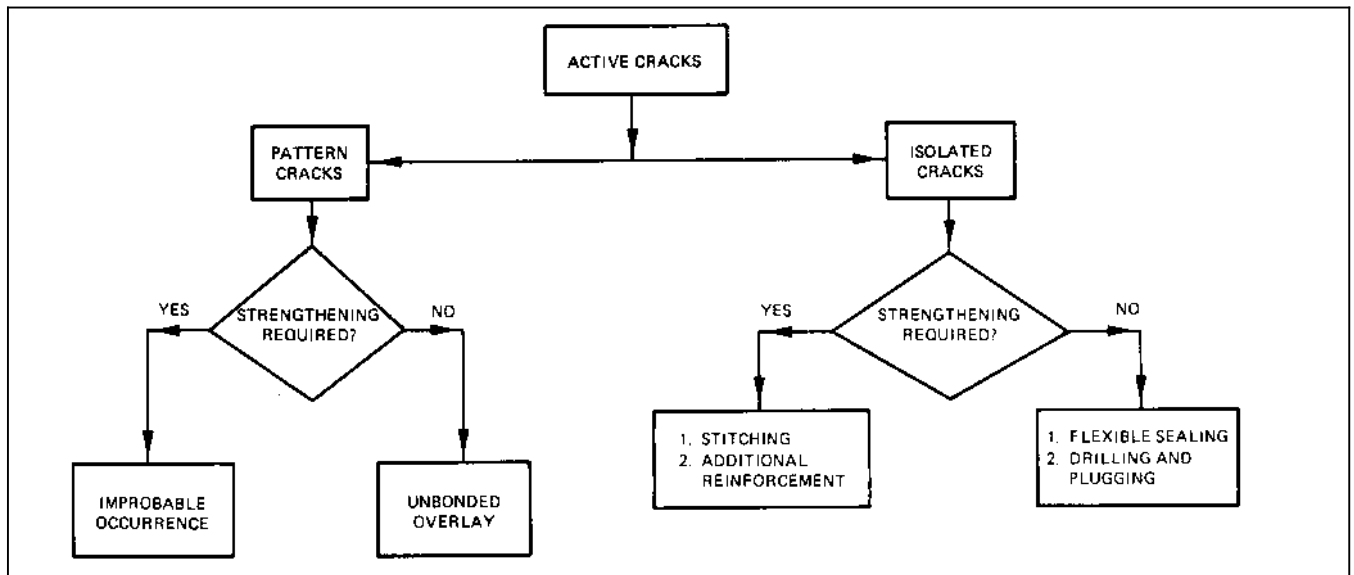 ACTIVE CRACKS
PATTERN
CRACKS
ISOLATED
CRACKS
YES
STRENGTHENING
REQUIRED?
NO
YES
STRENGTHENING
REQUIRED?
NO
IMPROBABLE
OCCURRENCE
UNBONDED
OVERLAY
1. STITCHING
2. ADDITIONAL
REINFORCEMENT
1. FLEXIBLE SEALING
2. DRILLING AND
PLUGGING